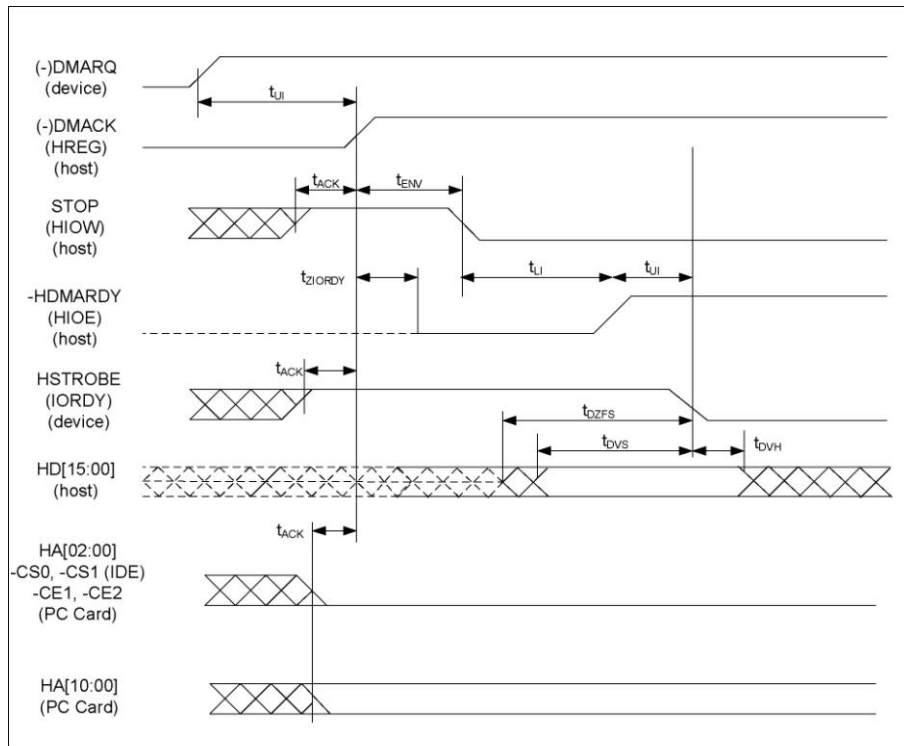 (-)DMARQ
(device)
tUI
(-)DMACK
(HREG)
(host)
tACK
tENV
STOP
(HIOW)
(host)
tZIORDY
tLI
tUI
-HDMARDY
(HIOE)
(host)
tACK
HSTROBE
(IORDY)
(device)
tDZFS
tDVS
tDVH
HD[15:00]
(host)
tACK
HA[02:00]
-CS0, -CS1 (IDE)
-CE1, -CE2
(PC Card)
HA[10:00]
(PC Card)